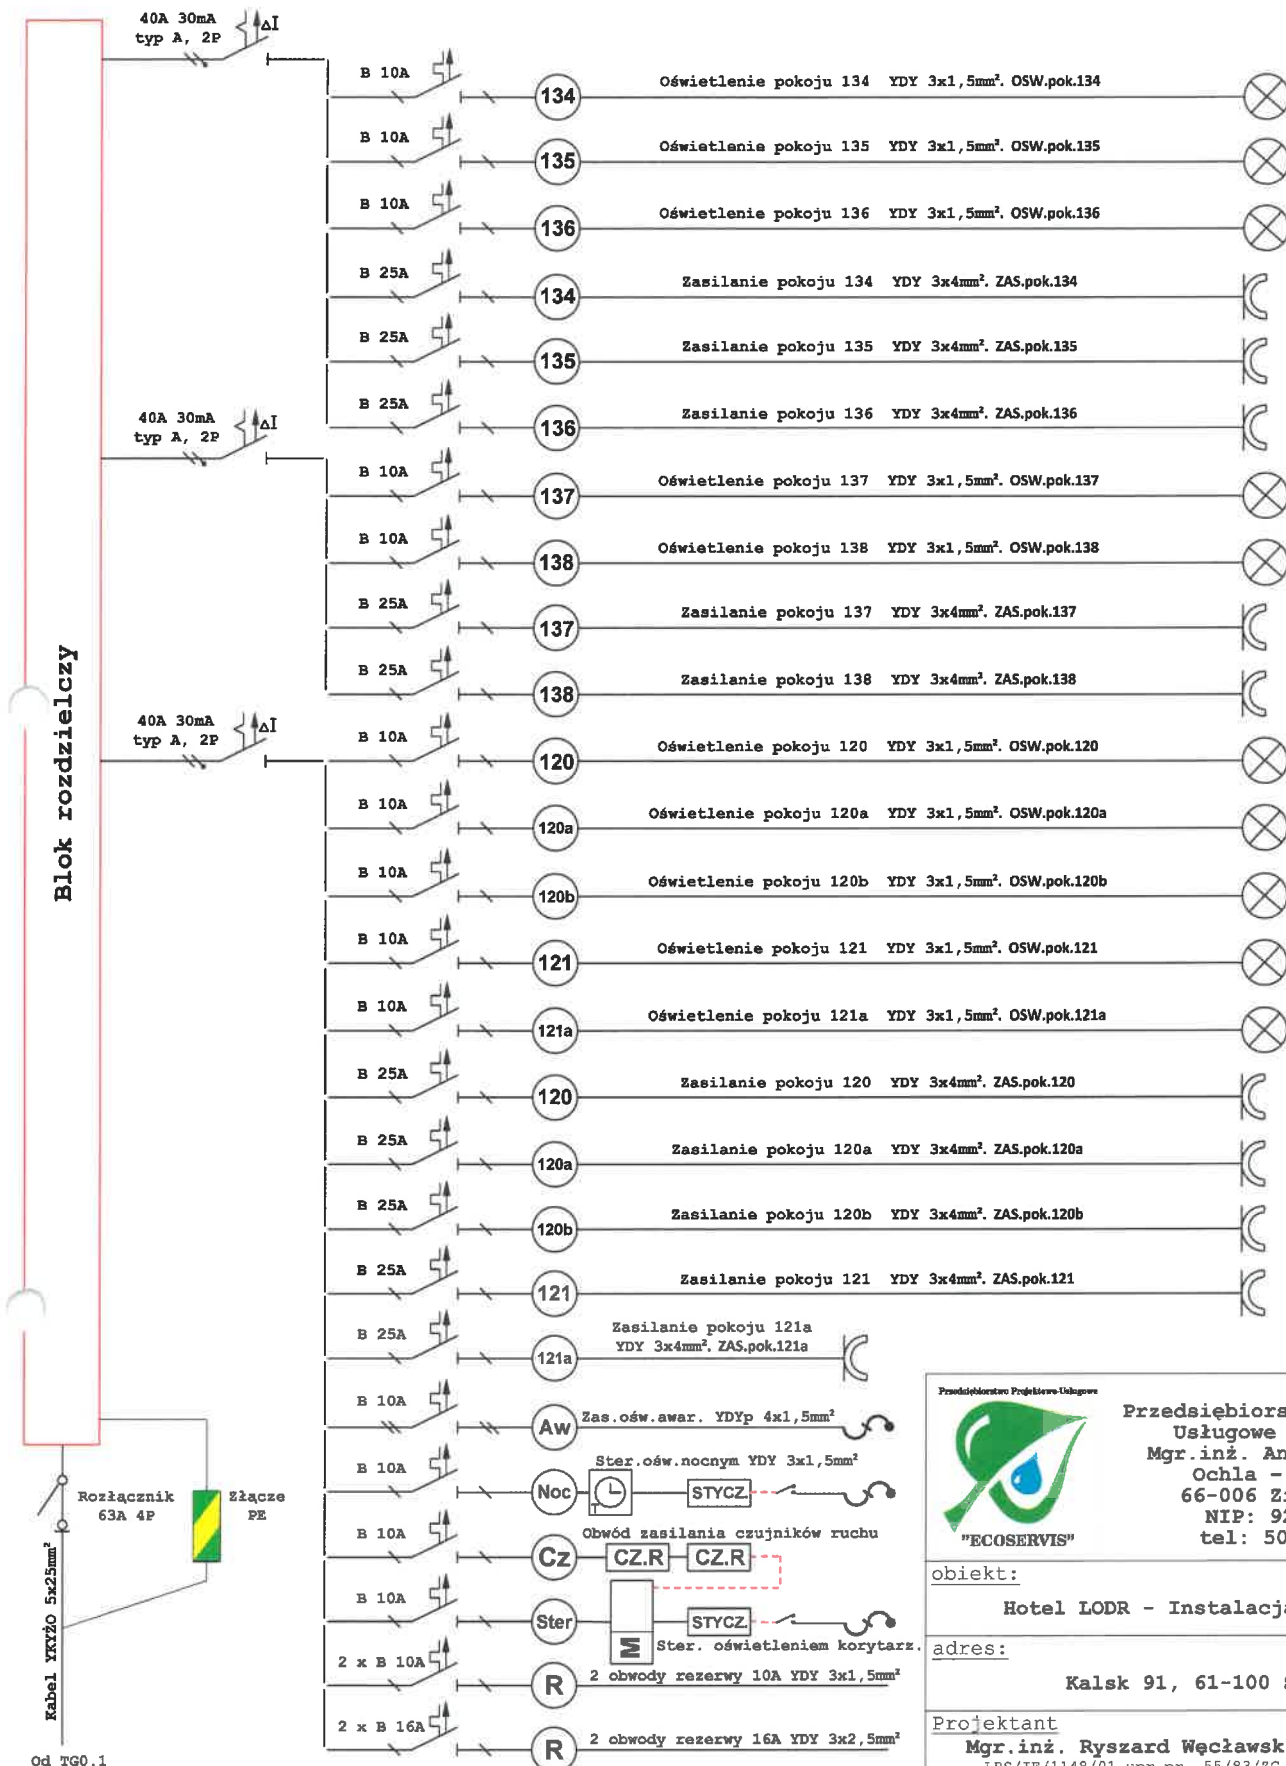 40A 30mA
typ A, 2P
ΔI
B 10A
134
Oświetlenie pokoju 134 YDY 3x1,5mm². OSW.pok.134
B 10A
135
Oświetlenie pokoju 135 YDY 3x1,5mm². OSW.pok.135
B 10A
136
Oświetlenie pokoju 136 YDY 3x1,5mm². OSW.pok.136
B 25A
134
Zasilanie pokoju 134 YDY 3x4mm². ZAS.pok.134
B 25A
135
Zasilanie pokoju 135 YDY 3x4mm². ZAS.pok.135
B 25A
136
Zasilanie pokoju 136 YDY 3x4mm². ZAS.pok.136
40A 30mA
typ A, 2P
ΔI
B 10A
137
Oświetlenie pokoju 137 YDY 3x1,5mm². OSW.pok.137
B 10A
138
Oświetlenie pokoju 138 YDY 3x1,5mm². OSW.pok.138
B 25A
137
Zasilanie pokoju 137 YDY 3x4mm². ZAS.pok.137
B 25A
138
Zasilanie pokoju 138 YDY 3x4mm². ZAS.pok.138
Blok rozdzielczy
40A 30mA
typ A, 2P
ΔI
B 10A
120
Oświetlenie pokoju 120 YDY 3x1,5mm². OSW.pok.120
B 10A
120a
Oświetlenie pokoju 120a YDY 3x1,5mm². OSW.pok.120a
B 10A
120b
Oświetlenie pokoju 120b YDY 3x1,5mm². OSW.pok.120b
B 10A
121
Oświetlenie pokoju 121 YDY 3x1,5mm². OSW.pok.121
B 10A
121a
Oświetlenie pokoju 121a YDY 3x1,5mm². OSW.pok.121a
B 25A
120
Zasilanie pokoju 120 YDY 3x4mm². ZAS.pok.120
B 25A
120a
Zasilanie pokoju 120a YDY 3x4mm². ZAS.pok.120a
B 25A
120b
Zasilanie pokoju 120b YDY 3x4mm². ZAS.pok.120b
B 25A
121
Zasilanie pokoju 121 YDY 3x4mm². ZAS.pok.121
B 25A
121a
Zasilanie pokoju 121a
YDY 3x4mm². ZAS.pok.121a
B 10A
Aw
Zas.ośw.awar. YDYp 4x1,5mm²
B 10A
Noc
T
Ster.ośw.nocnym YDY 3x1,5mm²
STYCZ.
B 10A
Cz
Obwód zasilania czujników ruchu
CZ.R
CZ.R
B 10A
Ster
M
STYCZ.
Ster. oświetleniem korytarz.
2 x B 10A
R
2 obwody rezerwy 10A YDY 3x1,5mm²
2 x B 16A
R
2 obwody rezerwy 16A YDY 3x2,5mm²
Rozłącznik
63A 4P
Złącze
PE
Kabel YKYŻO 5x25mm²
Od TG0.1
Przedsiębiorstwo Projektowo-Usługowe
"ECOSERVIS"
Przedsiębiors
Usługowe
Mgr.inż. An
Ochla -
66-006 Z
NIP: 92
tel: 50
obiekt:
Hotel LODR - Instalacja
adres:
Kalsk 91, 61-100
Projektant
Mgr.inż. Ryszard Węcławsk